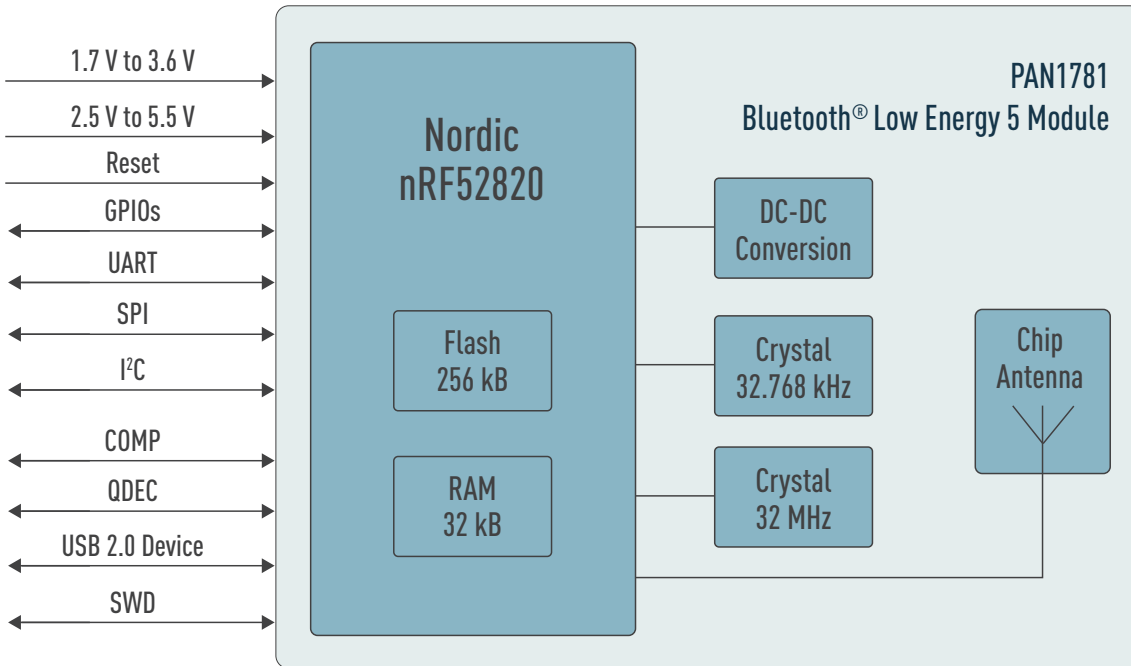 1.7 V to 3.6 V
2.5 V to 5.5 V
Reset
GPIOs
UART
SPI
I²C
COMP
QDEC
USB 2.0 Device
SWD
Nordic
nRF52820
Flash
256 kB
RAM
32 kB
PAN1781
Bluetooth® Low Energy 5 Module
DC-DC
Conversion
Crystal
32.768 kHz
Crystal
32 MHz
Chip
Antenna